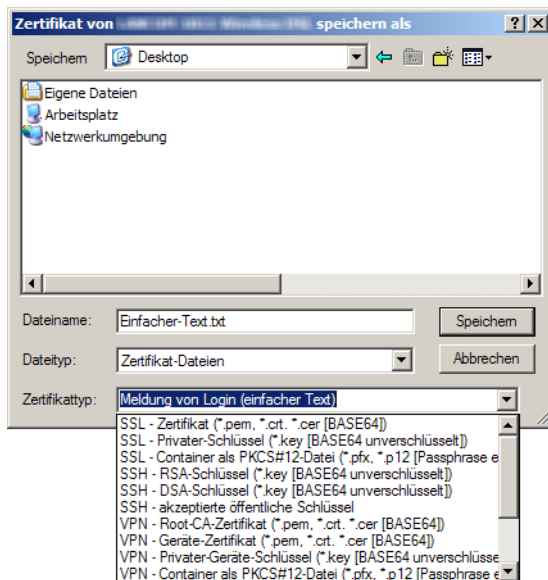 Zertifikat von speichern als
Speichern Desktop
Eigene Dateien
Arbeitsplatz
Netzwerkumgebung
Dateiname: Einfacher-Text.txt Speichern
Dateityp: Zertifikat-Dateien Abbrechen
Zertifikattyp: Meldung von Login (einfacher Text)
SSL - Zertifikat (*.pem, *.crt. *.cer [BASE64])
SSL - Privater-Schlüssel (*.key [BASE64 unverschlüsselt])
SSL - Container als PKCS#12-Datei (*.pfx, *.p12 [Passphrase e
SSH - RSA-Schlüssel (*.key [BASE64 unverschlüsselt])
SSH - DSA-Schlüssel (*.key [BASE64 unverschlüsselt])
SSH - akzeptierte öffentliche Schlüssel
VPN - Root-CA-Zertifikat (*.pem, *.crt. *.cer [BASE64])
VPN - Geräte-Zertifikat (*.pem, *.crt. *.cer [BASE64])
VPN - Privater-Geräte-Schlüssel (*.key [BASE64 unverschlüsse
VPN - Container als PKCS#12-Datei (*.pfx, *.p12 [Passphrase e